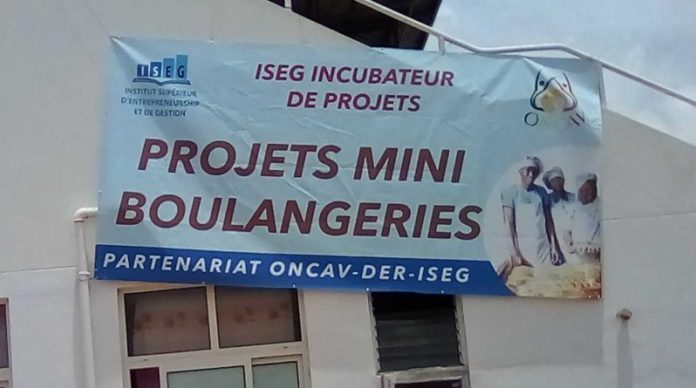 ISEG
INSTITUT SUPÉRIEUR
D'ENTREPRENEURSHIP
ET DE GESTION
ISEG INCUBATEUR
DE PROJETS
PROJETS MINI
BOULANGERIES
PARTENARIAT ONCAV-DER-ISEG